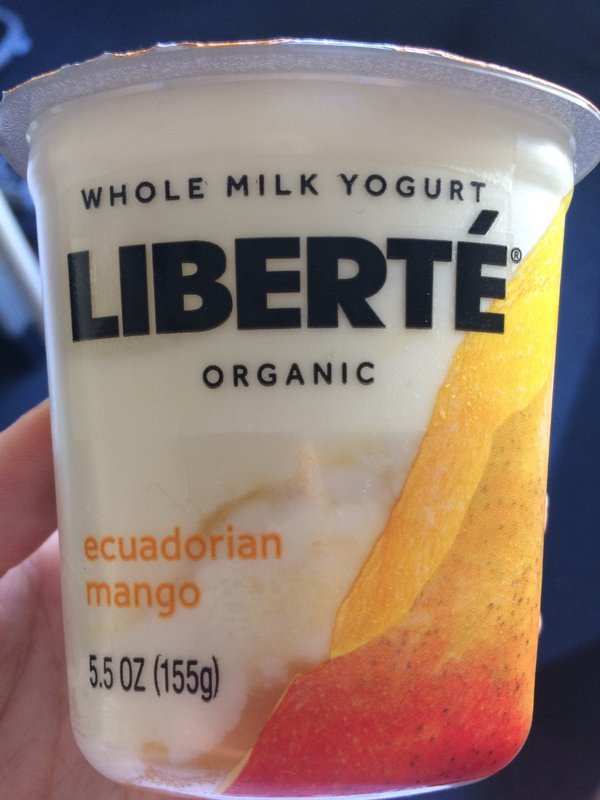 WHOLE MILK YOGURT
LIBERTÉ®
ORGANIC
ecuadorian
mango
5.5 OZ (155g)